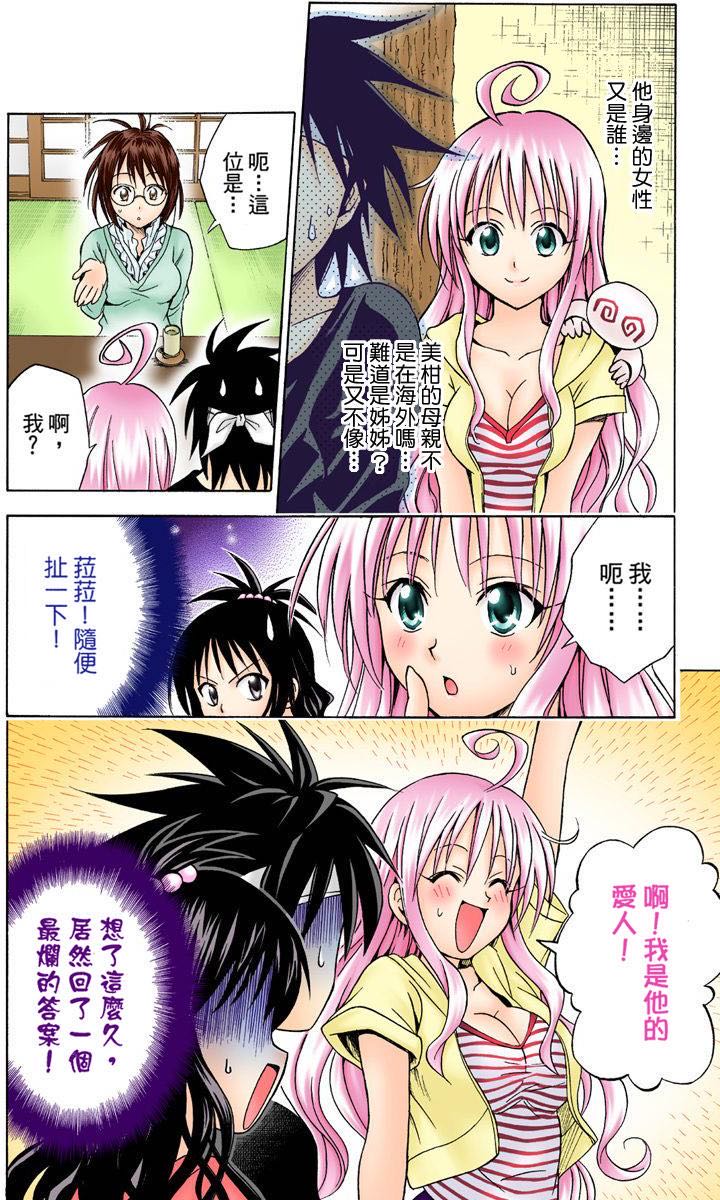 他身邊的女性
又是誰…
美柑的母親不
是在海外嗎…
難道是姊姊？
可是又不像…
呃…這
位是…
啊，
我？
我……
呃……
菈菈！隨便
扯一下！
啊！我是他的
愛人！
想了這麼久，
居然回了一個
最爛的答案！